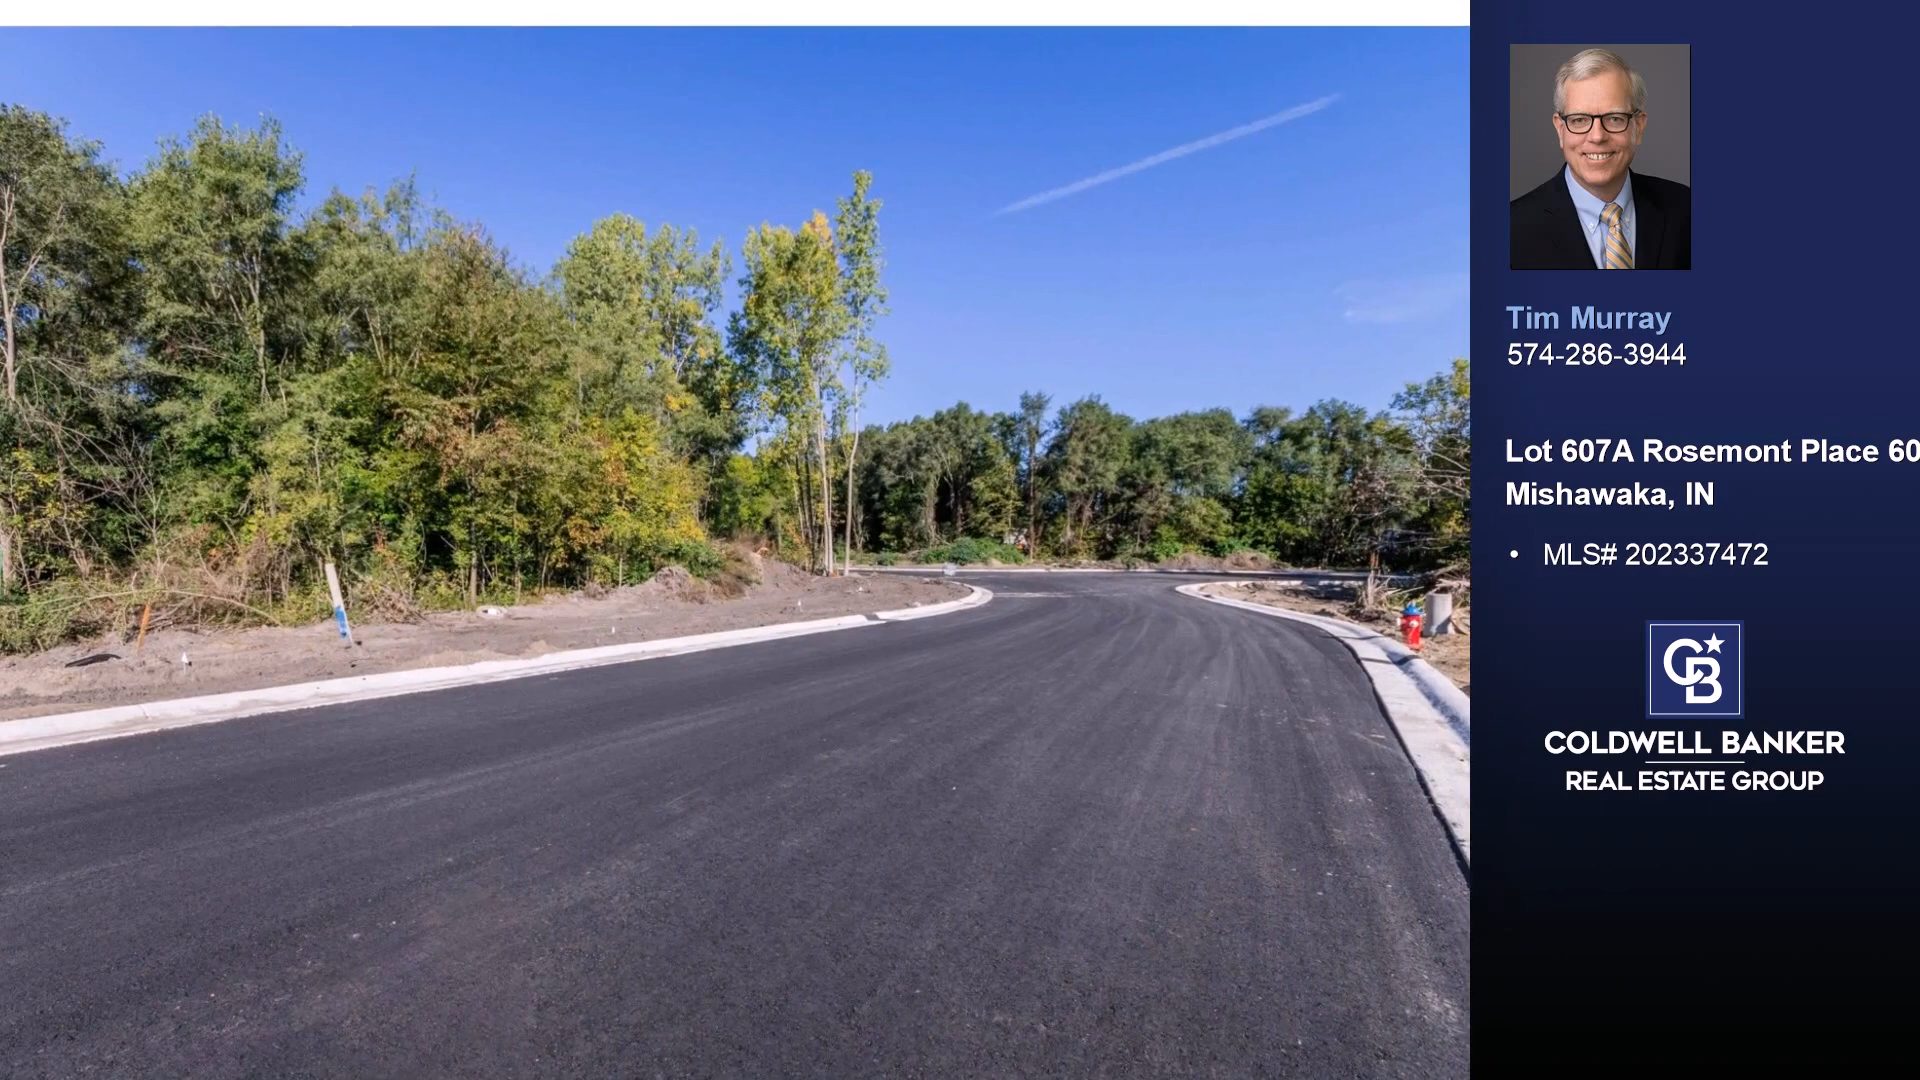 Tim Murray
574-286-3944
Lot 607A Rosemont Place 60
Mishawaka, IN
• MLS# 202337472
CB
COLDWELL BANKER
REAL ESTATE GROUP